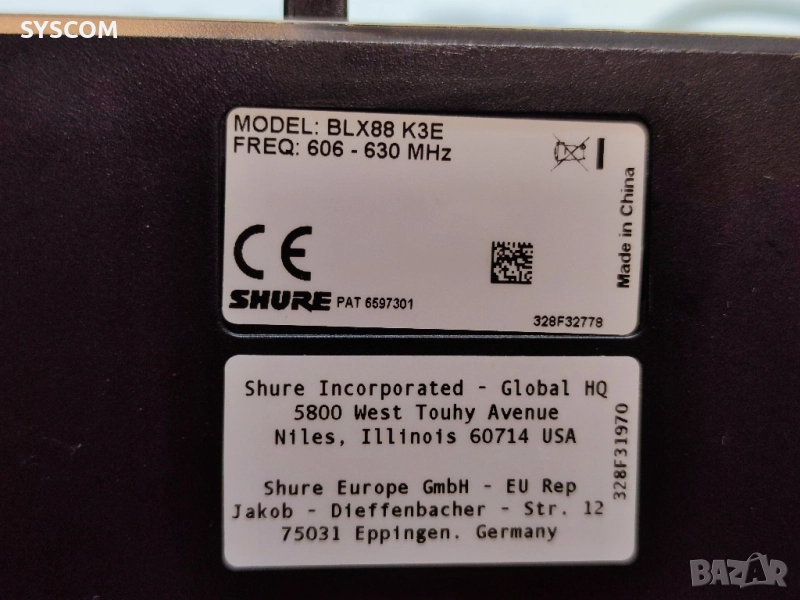 SYSCOM
MODEL: BLX88 K3E
FREQ: 606 - 630 MHz
Made in China
CE
SHURE PAT 6597301
328F32778
Shure Incorporated - Global HQ
5800 West Touhy Avenue
Niles, Illinois 60714 USA
328F31970
Shure Europe GmbH - EU Rep
Jakob - Dieffenbacher - Str. 12
75031 Eppingen. Germany
BAZAR